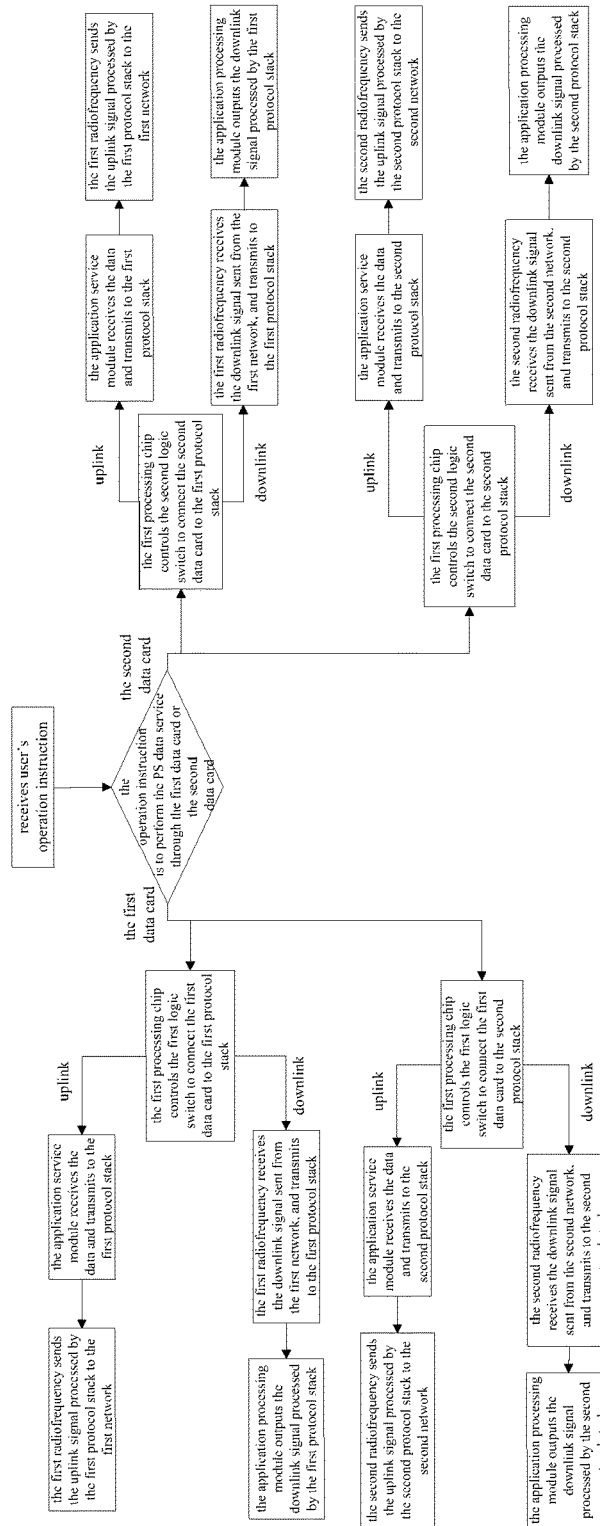 receives user's
operation instruction
the
operation instruction
is to perform the PS data service
through the first data card or
the second
data card
the first
data card
the second
data card
the first processing chip
controls the first logic
switch to connect the first
data card to the first protocol
stack
uplink
the application service
module receives the
data and transmits to the
first protocol stack
the first radiofrequency sends
the uplink signal processed by
the first protocol stack to the
first network
downlink
the first radiofrequency receives
the downlink signal sent from
the first network, and transmits
to the first protocol stack
the application processing
module outputs the
downlink signal processed
by the first protocol stack
the first processing chip
controls the first logic
switch to connect the first
data card to the second
protocol stack
uplink
the application service
module receives the data
and transmits to the
second protocol stack
the second radiofrequency sends
the uplink signal processed by
the second protocol stack to the
second network
downlink
the second radiofrequency
receives the downlink signal
sent from the second network,
and transmits to the second
the application processing
module outputs the
downlink signal
processed by the second
the first processing chip
controls the second logic
switch to connect the second
data card to the first protocol
stack
uplink
the application service
module receives the data
and transmits to the first
protocol stack
the first radiofrequency sends
the uplink signal processed by
the first protocol stack to the
first network
downlink
the first radiofrequency receives
the downlink signal sent from the
first network, and transmits to
the first protocol stack
the application processing
module outputs the downlink
signal processed by the first
protocol stack
the first processing chip
controls the second logic
switch to connect the second
data card to the second
protocol stack
uplink
the application service
module receives the data
and transmits to the second
protocol stack
the second radiofrequency sends
the uplink signal processed by
the second protocol stack to the
second network
downlink
the second radiofrequency
receives the downlink signal
sent from the second network,
and transmits to the second
protocol stack
the application processing
module outputs the
downlink signal processed
by the second protocol
stack